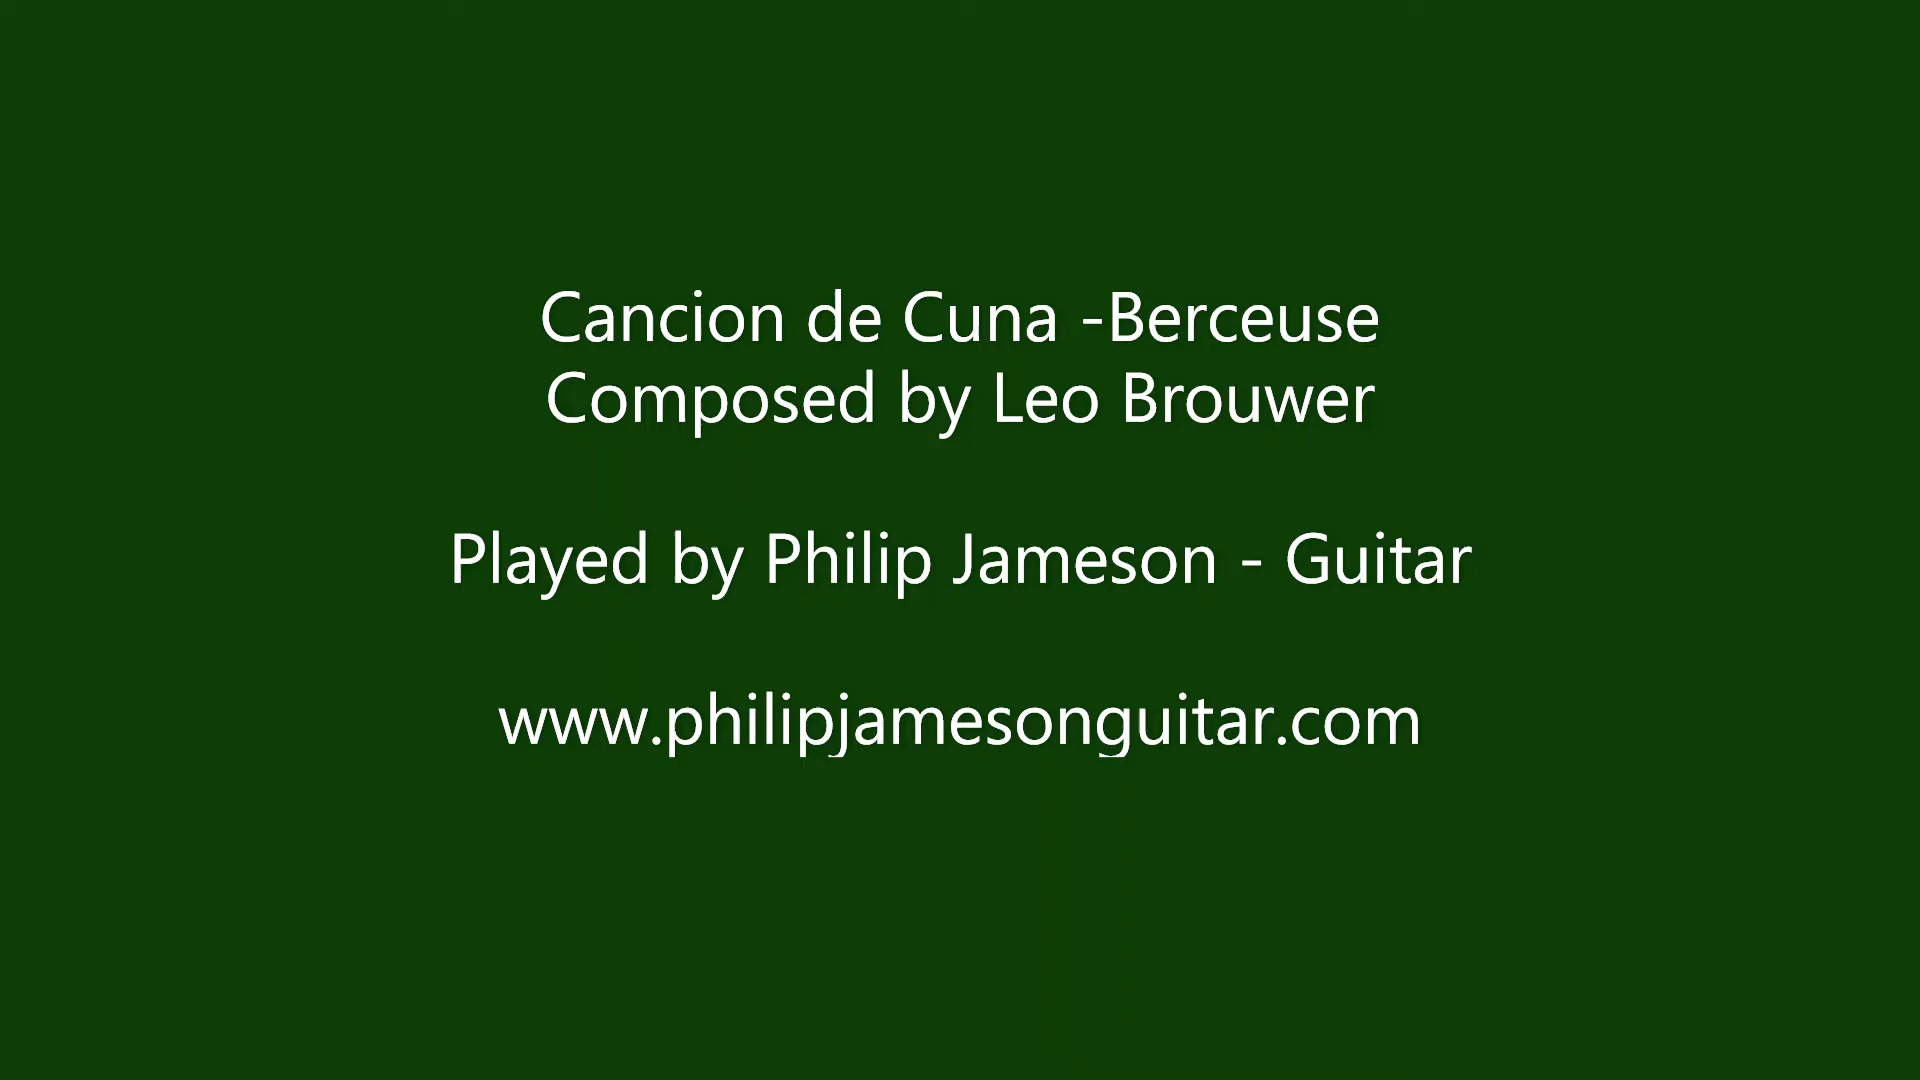 Cancion de Cuna -Berceuse
Composed by Leo Brouwer
Played by Philip Jameson - Guitar
www.philipjamesonguitar.com